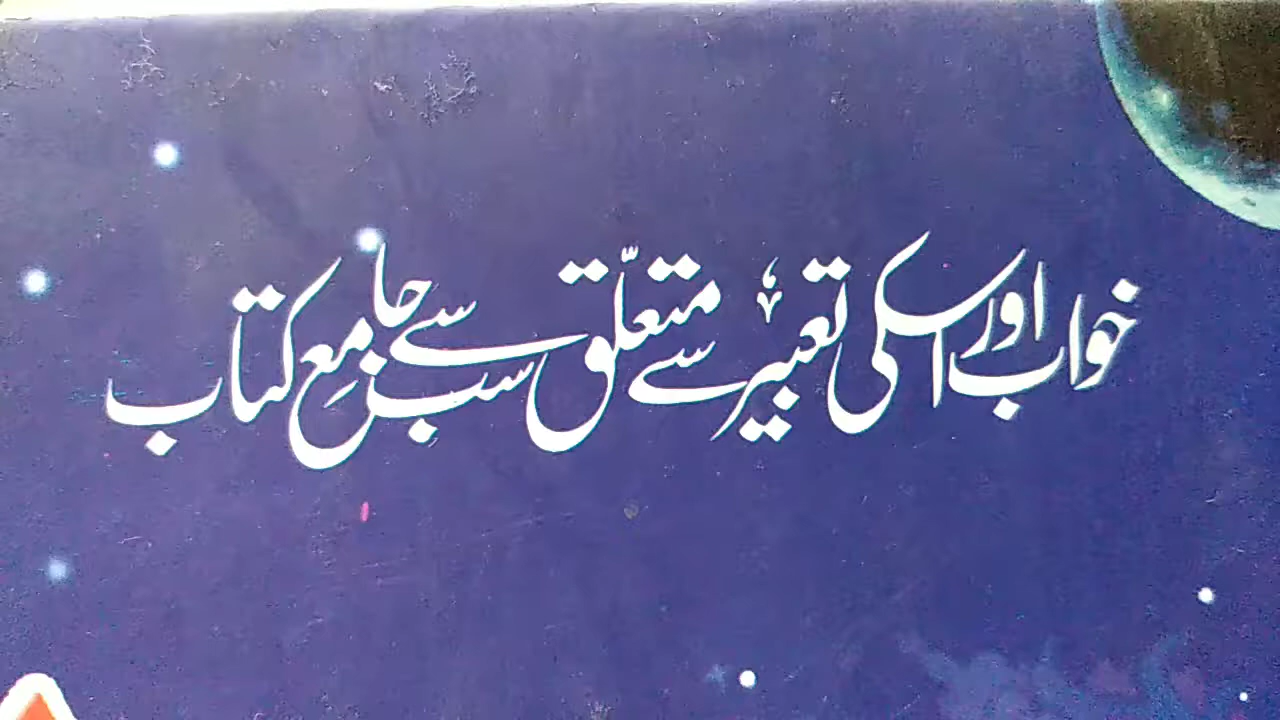 خواب اور اسکی تعبیر سے متعلّق سب سے جامع کتاب